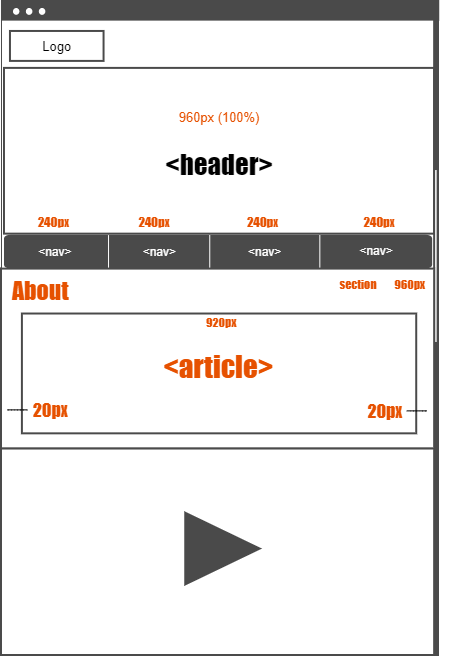 Logo
960px (100%)
<header>
240px 240px 240px 240px
<nav> <nav> <nav> <nav>
About section 960px
920px
<article>
20px 20px